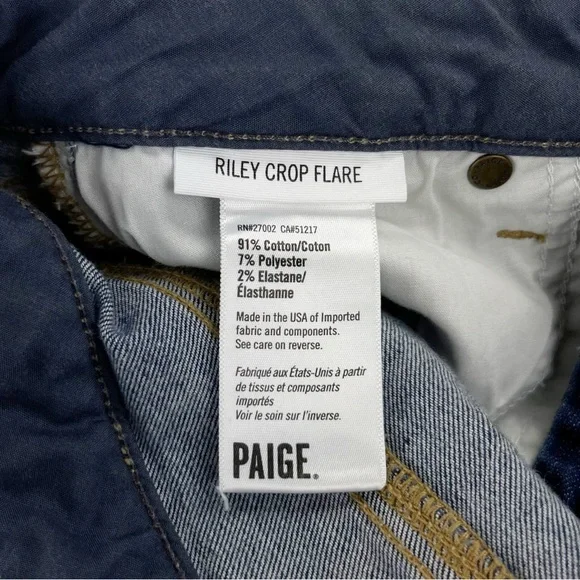 RILEY CROP FLARE
RN#27002 CA#51217
91% Cotton/Coton
7% Polyester
2% Elastane/
Élasthanne
Made in the USA of Imported
fabric and components.
See care on reverse.
Fabriqué aux États-Unis à partir
de tissus et composants
importés
Voir le soin sur l'inverse.
PAIGE®